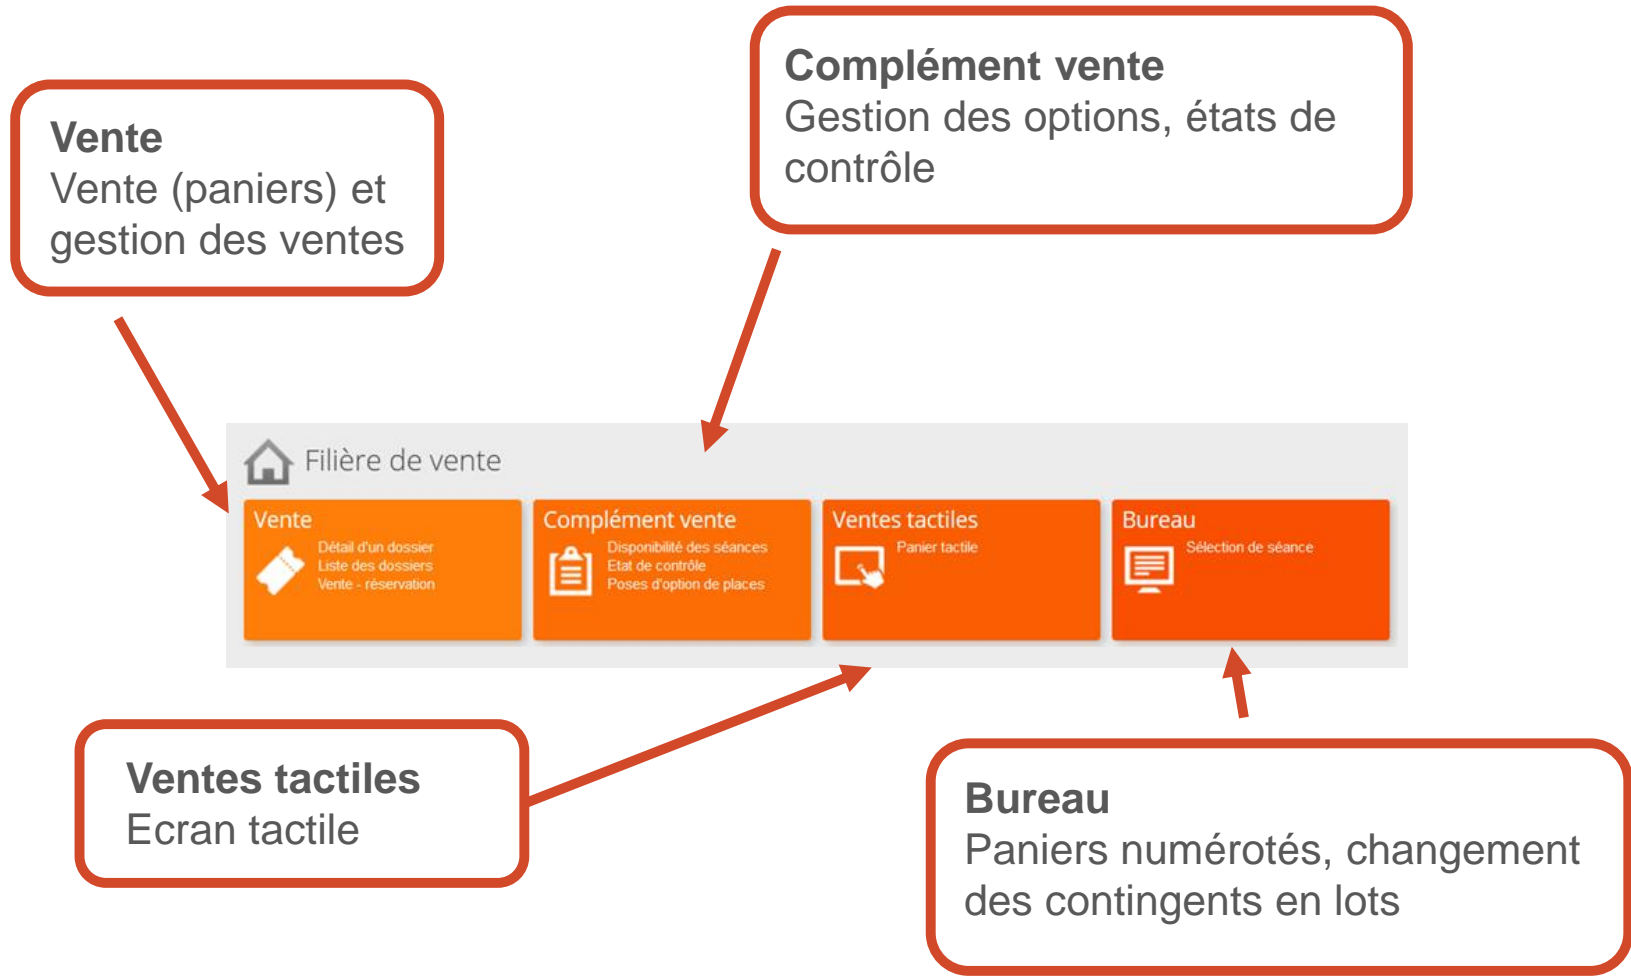 Complément vente
Gestion des options, états de
contrôle
Vente
Vente (paniers) et
gestion des ventes
Filière de vente
Vente
Détail d'un dossier
Liste des dossiers
Vente - réservation
Complément vente
Disponibilité des séances
Etat de contrôle
Poses d'option de places
Ventes tactiles
Panier tactile
Bureau
Sélection de séance
Ventes tactiles
Ecran tactile
Bureau
Paniers numérotés, changement
des contingents en lots